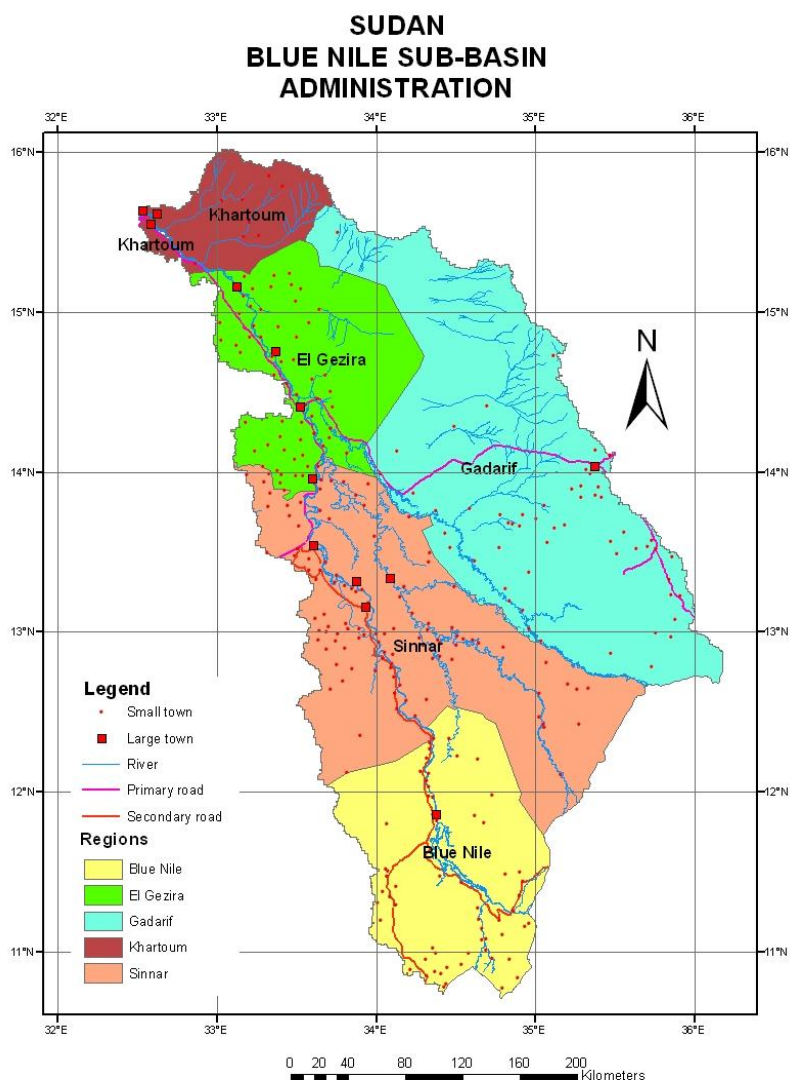 SUDAN
BLUE NILE SUB-BASIN
ADMINISTRATION
32°E 33°E 34°E 35°E 36°E
16°N 16°N
Khartoum
Khartoum
15°N 15°N
N
El Gezira
14°N 14°N
Gadarif
13°N 13°N
Sinnar
Legend
Small town
Large town
River
Primary road
Secondary road
12°N 12°N
Regions
Blue Nile
Blue Nile
El Gezira
Gadarif
Khartoum
Sinnar
11°N 11°N
32°E 33°E 34°E 35°E 36°E
0 20 40 80 120 160 200
Kilometers